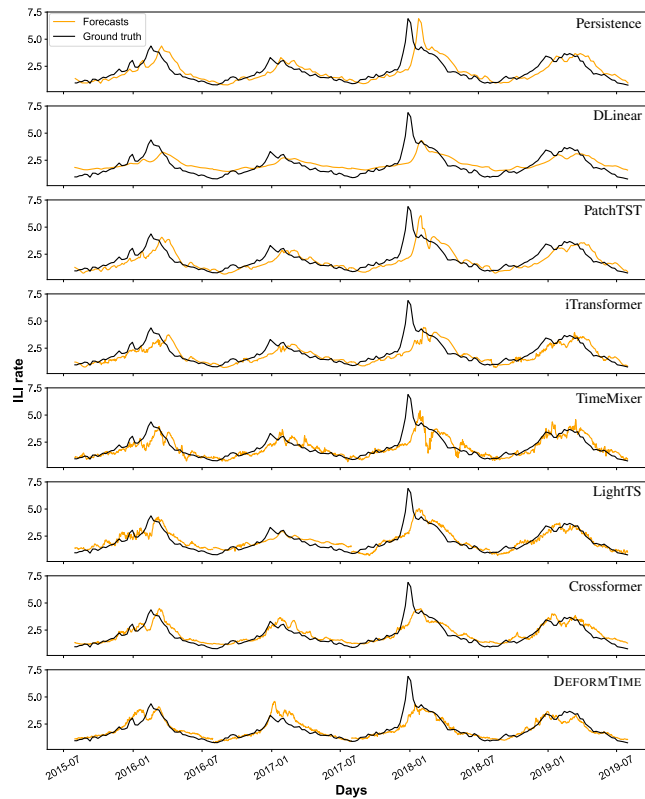 7.5
Forecasts
Ground truth
Persistence
5.0
2.5
7.5
DLinear
5.0
2.5
7.5
PatchTST
5.0
2.5
7.5
iTransformer
5.0
2.5
ILI rate
7.5
TimeMixer
5.0
2.5
7.5
LightTS
5.0
2.5
7.5
Crossformer
5.0
2.5
7.5
DEFORMTIME
5.0
2.5
2015-07
2016-01
2016-07
2017-01
2017-07
2018-01
2018-07
2019-01
2019-07
Days